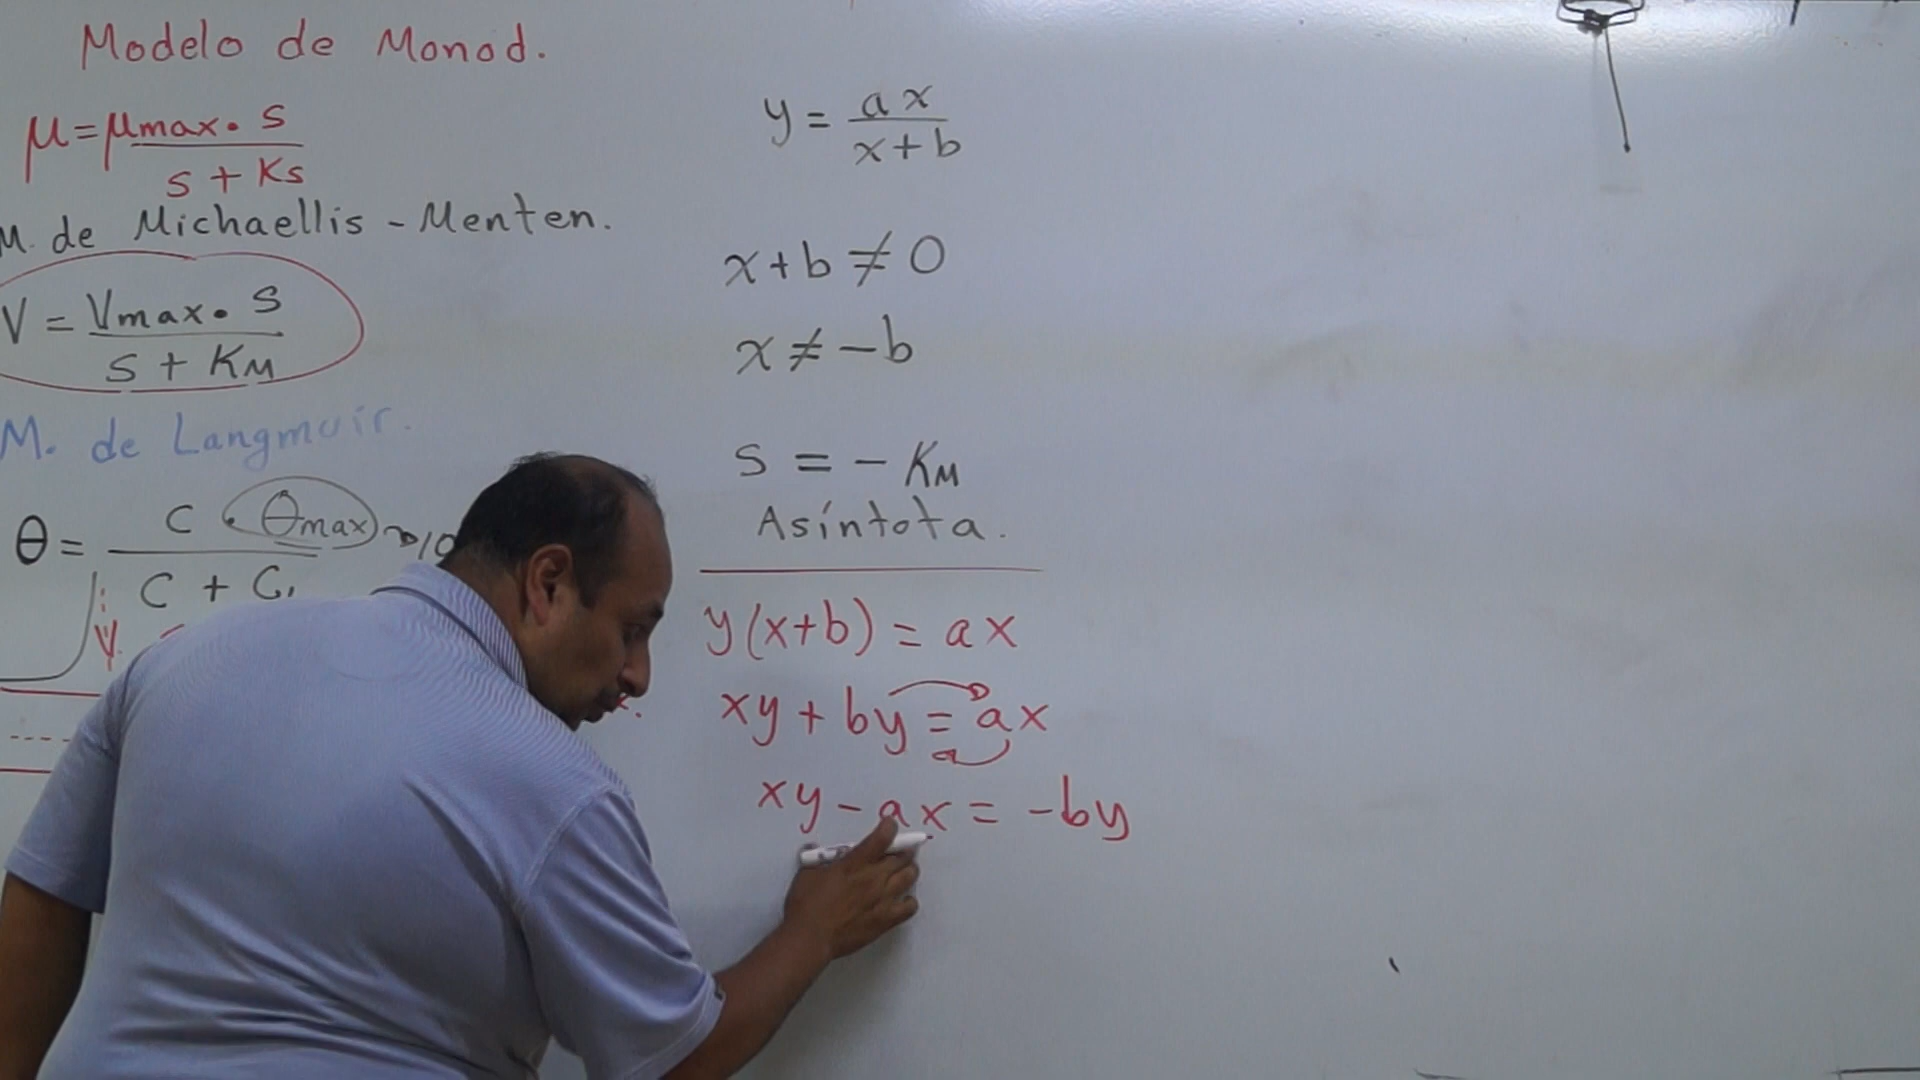 Modelo de Monod.
μ = μmax · s / s + Ks
M. de Michaellis - Menten.
V = Vmax · S / S + KM
M. de Langmuir.
θ = C · θmax / C + C
y = ax / x + b
x + b ≠ 0
x ≠ -b
S = - KM
Asíntota.
y(x+b) = ax
xy + by = ax
xy - ax = -by